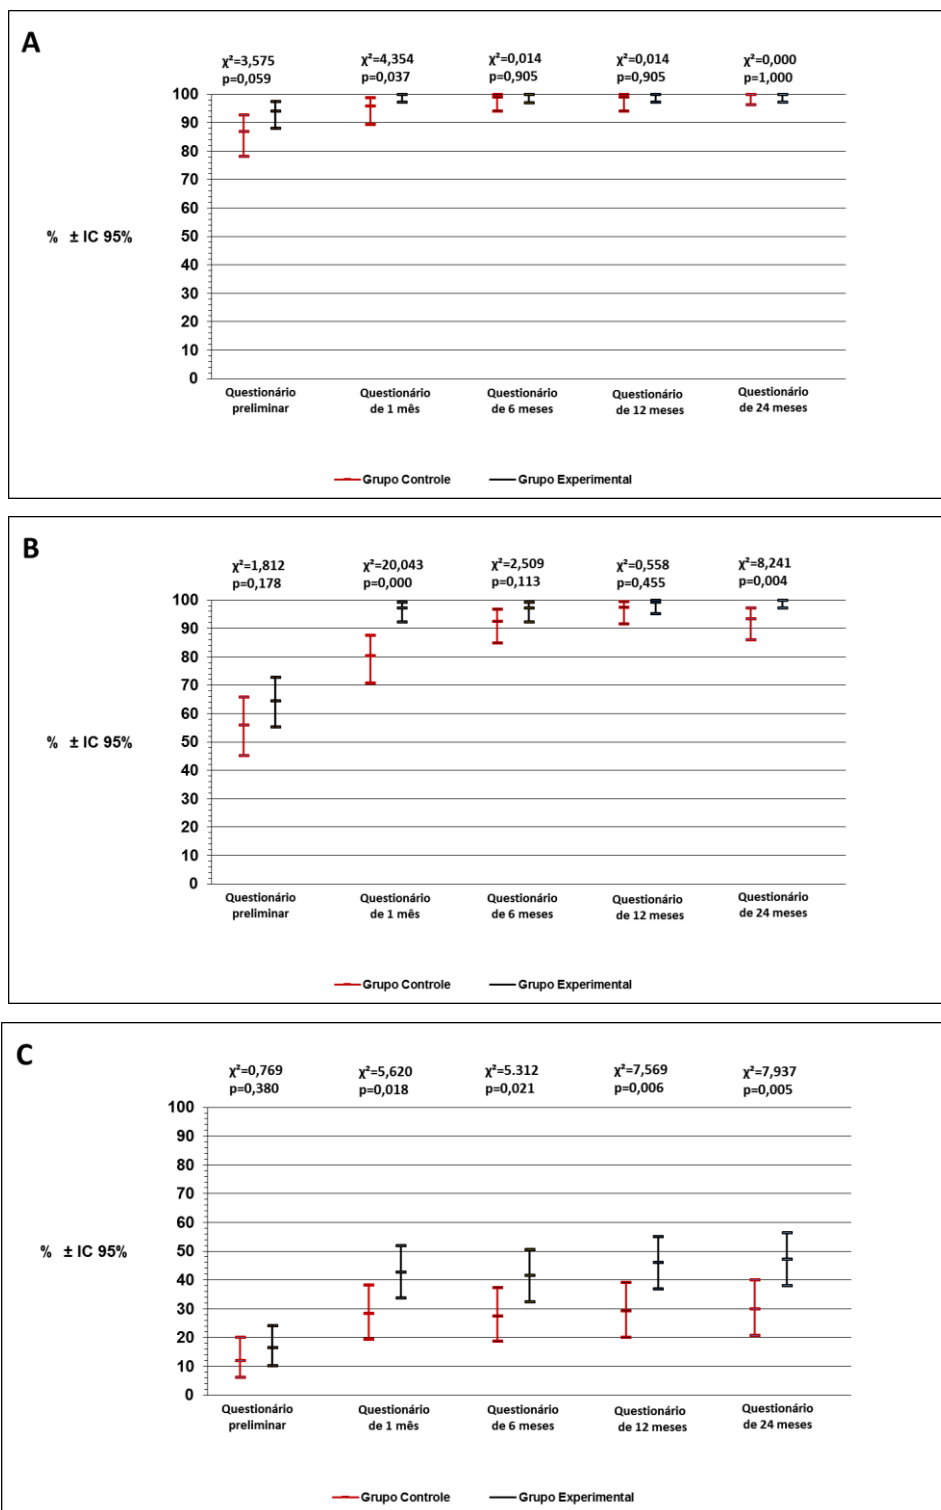 A
χ²=3,575 χ²=4,354 χ²=0,014 χ²=0,014 χ²=0,000
p=0,059 p=0,037 p=0,905 p=0,905 p=1,000
100
90
80
70
60
% ± IC 95% 50
40
30
20
10
0
Questionário Questionário Questionário Questionário Questionário
preliminar de 1 mês de 6 meses de 12 meses de 24 meses
Grupo Controle Grupo Experimental
B
χ²=1,812 χ²=20,043 χ²=2,509 χ²=0,558 χ²=8,241
p=0,178 p=0,000 p=0,113 p=0,455 p=0,004
100
90
80
70
60
% ± IC 95% 50
40
30
20
10
0
Questionário Questionário Questionário Questionário Questionário
preliminar de 1 mês de 6 meses de 12 meses de 24 meses
Grupo Controle Grupo Experimental
C
χ²=0,769 χ²=5,620 χ²=5.312 χ²=7,569 χ²=7,937
p=0,380 p=0,018 p=0,021 p=0,006 p=0,005
100
90
80
70
60
% ± IC 95% 50
40
30
20
10
0
Questionário Questionário Questionário Questionário Questionário
preliminar de 1 mês de 6 meses de 12 meses de 24 meses
Grupo Controle Grupo Experimental